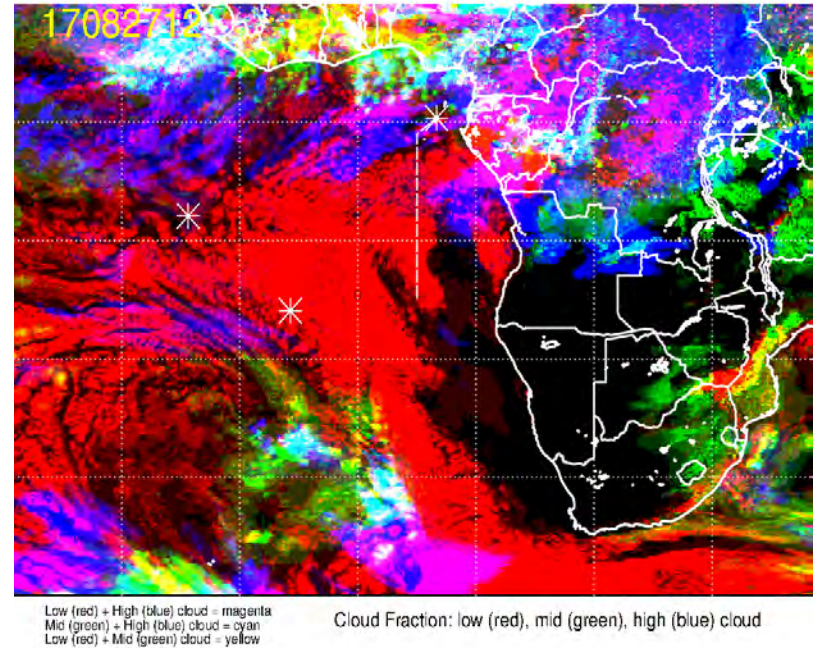 17082712
Low (red) + High (blue) cloud = magenta
Mid (green) + High (blue) cloud = cyan
Low (red) + Mid (green) cloud = yellow
Cloud Fraction: low (red), mid (green), high (blue) cloud